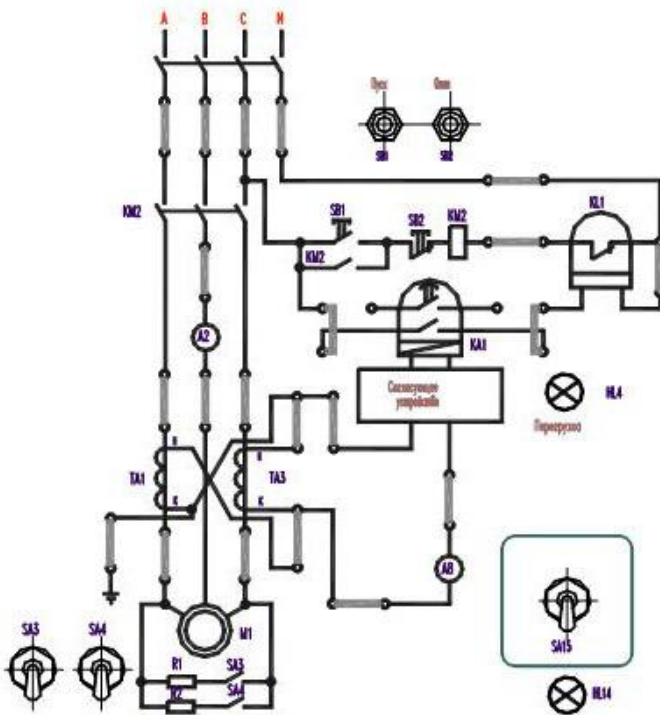 A B C N
Пуск Стоп
SB1 SB2
KM2
SB1
SB2
KM2
KL1
KM2
A2
KA1
Согласующее
устройство
HL4
Перегрузка
н
н
TA1
TA3
к
к
A8
SA3
SA4
M1
SA15
R1
SA3
R2
SA4
HL14